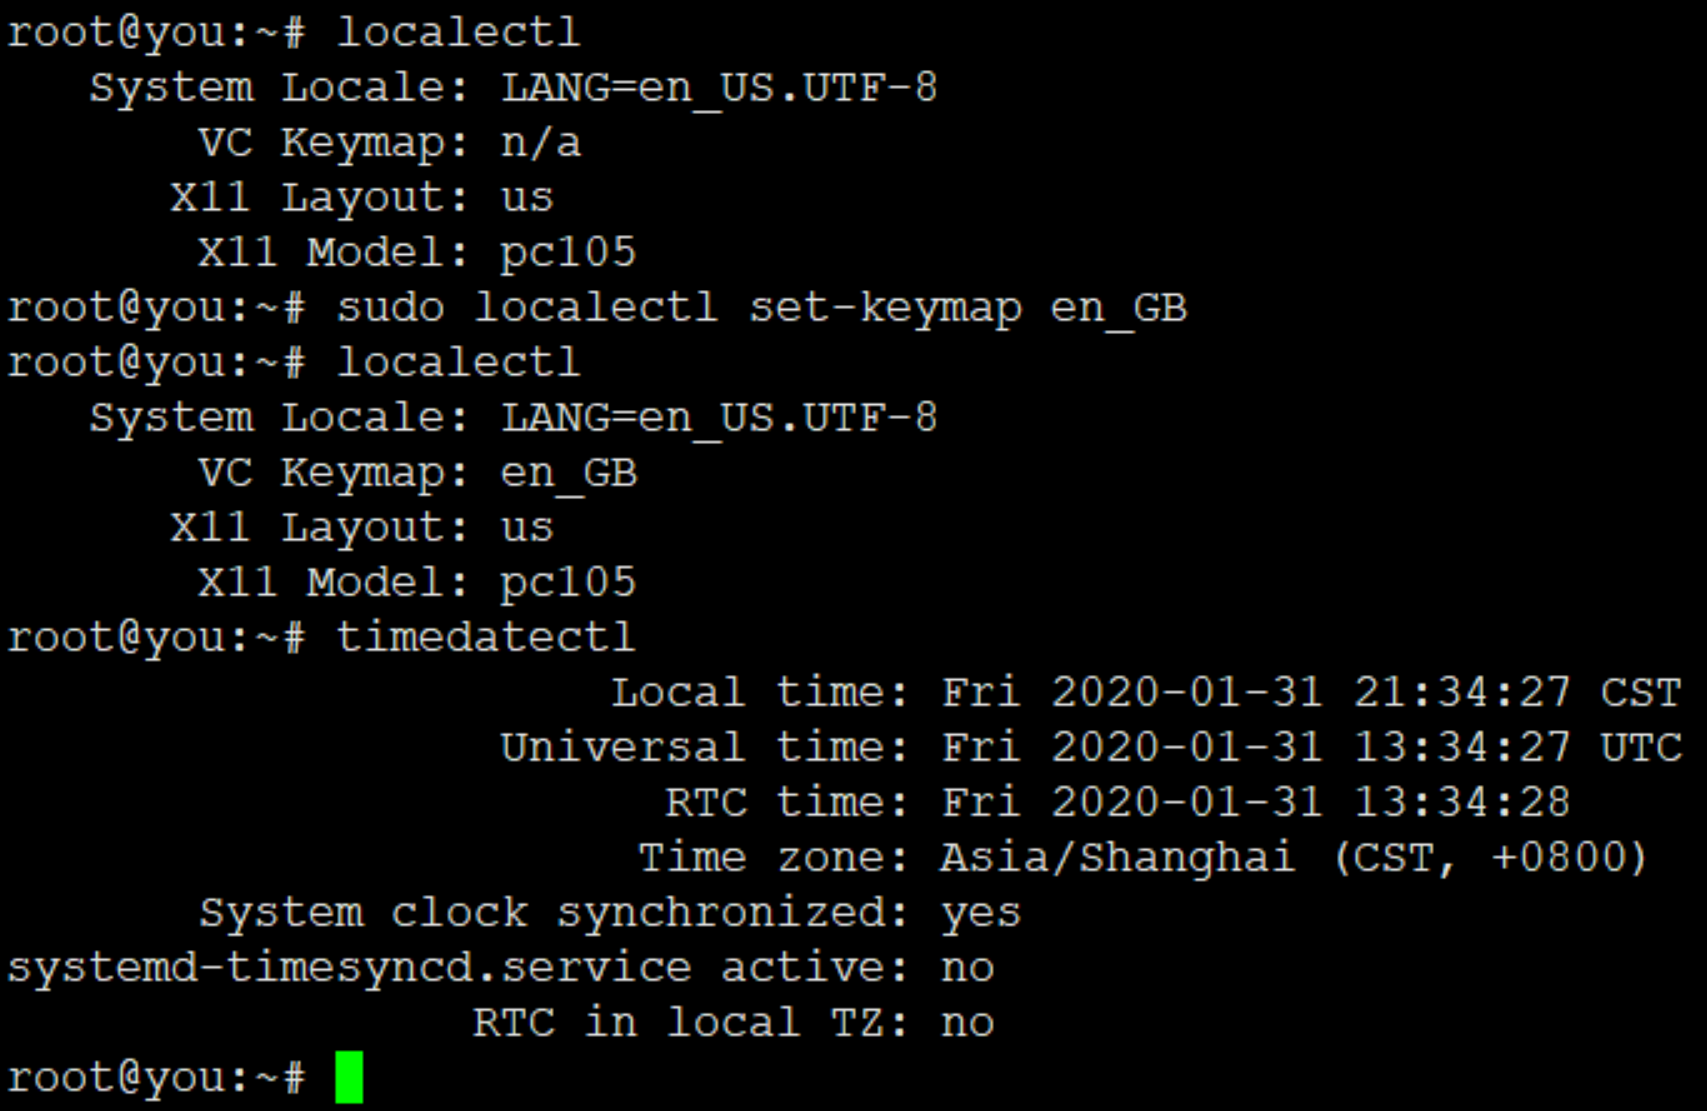 root@you:~# localectl
System Locale: LANG=en_US.UTF-8
VC Keymap: n/a
X11 Layout: us
X11 Model: pc105
root@you:~# sudo localectl set-keymap en_GB
root@you:~# localectl
System Locale: LANG=en_US.UTF-8
VC Keymap: en_GB
X11 Layout: us
X11 Model: pc105
root@you:~# timedatectl
Local time: Fri 2020-01-31 21:34:27 CST
Universal time: Fri 2020-01-31 13:34:27 UTC
RTC time: Fri 2020-01-31 13:34:28
Time zone: Asia/Shanghai (CST, +0800)
System clock synchronized: yes
systemd-timesyncd.service active: no
RTC in local TZ: no
root@you:~#